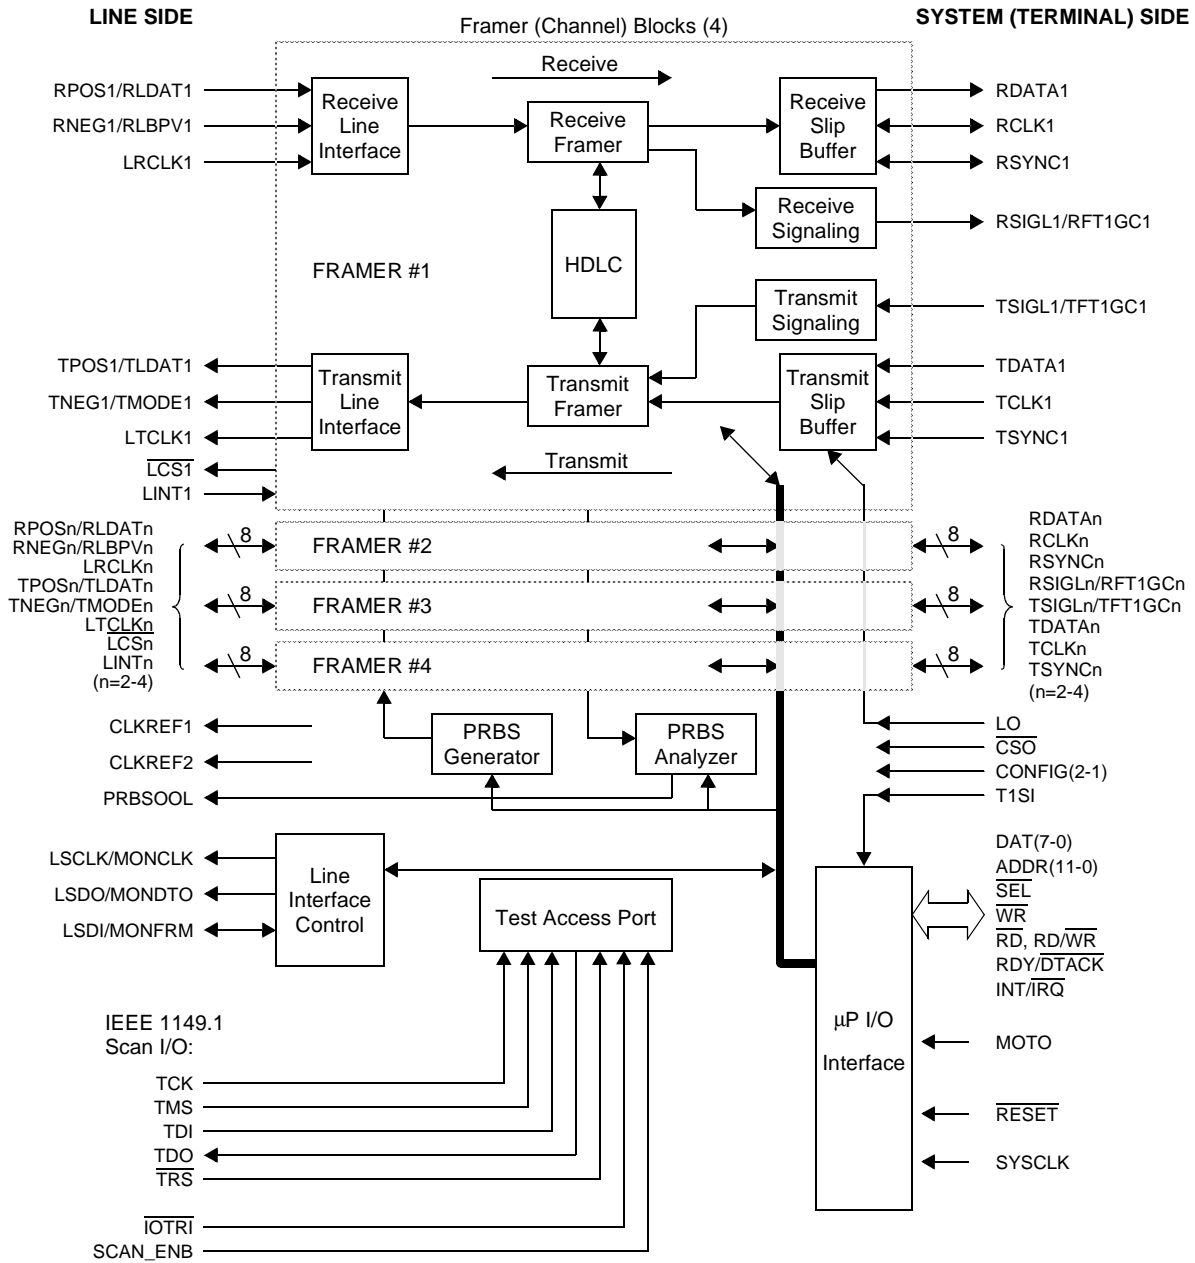 LINE SIDE
SYSTEM (TERMINAL) SIDE
Framer (Channel) Blocks (4)
Receive
RPOS1/RLDAT1
RNEG1/RLBPV1
LRCLK1
Receive
Line
Interface
Receive
Framer
Receive
Slip
Buffer
RDATA1
RCLK1
RSYNC1
Receive
Signaling
RSIGL1/RFT1GC1
HDLC
FRAMER #1
Transmit
Signaling
TSIGL1/TFT1GC1
TPOS1/TLDAT1
TNEG1/TMODE1
LTCLK1
Transmit
Line
Interface
Transmit
Framer
Transmit
Slip
Buffer
TDATA1
TCLK1
TSYNC1
LCS1
LINT1
Transmit
RPOSn/RLDATn
RNEGn/RLBPVn
LRCLKn
TPOSn/TLDATn
TNEGn/TMODEn
LTCLKn
LCSn
LINTn
(n=2-4)
8
FRAMER #2
8
8
FRAMER #3
8
8
FRAMER #4
8
RDATAn
RCLKn
RSYNCn
RSIGLn/RFT1GCn
TSIGLn/TFT1GCn
TDATAn
TCLKn
TSYNCn
(n=2-4)
CLKREF1
CLKREF2
PRBSOOL
PRBS
Generator
PRBS
Analyzer
LO
CSO
CONFIG(2-1)
T1SI
LSCLK/MONCLK
LSDO/MONDTO
LSDI/MONFRM
Line
Interface
Control
Test Access Port
DAT(7-0)
ADDR(11-0)
SEL
WR
RD, RD/WR
RDY/DTACK
INT/IRQ
µP I/O
Interface
MOTO
RESET
SYSCLK
IEEE 1149.1
Scan I/O:
TCK
TMS
TDI
TDO
TRS
IOTRI
SCAN_ENB